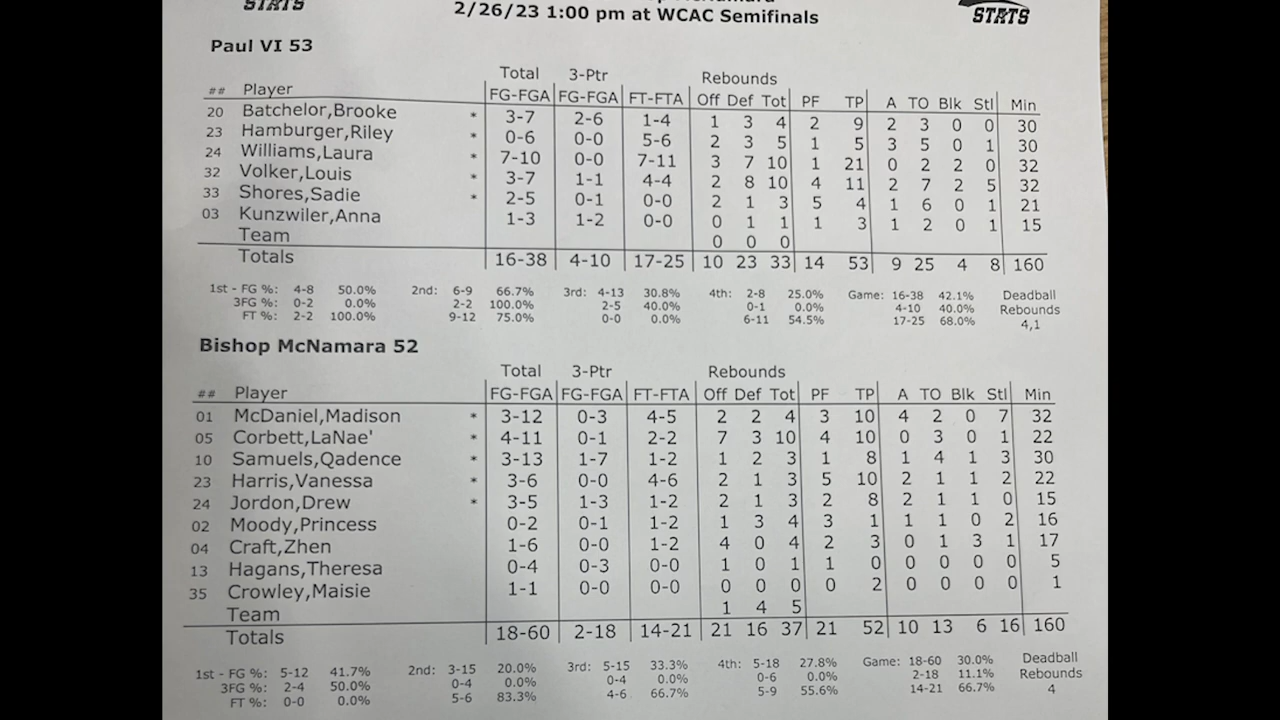 STATS
2/26/23 1:00 pm at WCAC Semifinals STATS
Paul VI 53
Total 3-Ptr Rebounds
## Player FG-FGA FG-FGA FT-FTA Off Def Tot PF TP A TO Blk Stl Min
20 Batchelor,Brooke * 3-7 2-6 1-4 1 3 4 2 9 2 3 0 0 30
23 Hamburger,Riley * 0-6 0-0 5-6 2 3 5 1 5 3 5 0 1 30
24 Williams,Laura * 7-10 0-0 7-11 3 7 10 1 21 0 2 2 0 32
32 Volker,Louis * 3-7 1-1 4-4 2 8 10 4 11 2 7 2 5 32
33 Shores,Sadie * 2-5 0-1 0-0 2 1 3 5 4 1 6 0 1 21
03 Kunzwiler,Anna 1-3 1-2 0-0 0 1 1 1 3 1 2 0 1 15
Team 0 0 0
Totals 16-38 4-10 17-25 10 23 33 14 53 9 25 4 8 160
1st - FG %: 4-8 50.0% 2nd: 6-9 66.7% 3rd: 4-13 30.8% 4th: 2-8 25.0% Game: 16-38 42.1% Deadball
3FG %: 0-2 0.0% 2-2 100.0% 2-5 40.0% 0-1 0.0% 4-10 40.0% Rebounds
FT %: 2-2 100.0% 9-12 75.0% 0-0 0.0% 6-11 54.5% 17-25 68.0% 4,1
Bishop McNamara 52
Total 3-Ptr Rebounds
## Player FG-FGA FG-FGA FT-FTA Off Def Tot PF TP A TO Blk Stl Min
01 McDaniel,Madison * 3-12 0-3 4-5 2 2 4 3 10 4 2 0 7 32
05 Corbett,LaNae' * 4-11 0-1 2-2 7 3 10 4 10 0 3 0 1 22
10 Samuels,Qadence * 3-13 1-7 1-2 1 2 3 1 8 1 4 1 3 30
23 Harris,Vanessa * 3-6 0-0 4-6 2 1 3 5 10 2 1 1 2 22
24 Jordon,Drew * 3-5 1-3 1-2 2 1 3 2 8 2 1 1 0 15
02 Moody,Princess 0-2 0-1 1-2 1 3 4 3 1 1 1 0 2 16
04 Craft,Zhen 1-6 0-0 1-2 4 0 4 2 3 0 1 3 1 17
13 Hagans,Theresa 0-4 0-3 0-0 1 0 1 1 0 0 0 0 0 5
35 Crowley,Maisie 1-1 0-0 0-0 0 0 0 0 2 0 0 0 0 1
Team 1 4 5
Totals 18-60 2-18 14-21 21 16 37 21 52 10 13 6 16 160
1st - FG %: 5-12 41.7% 2nd: 3-15 20.0% 3rd: 5-15 33.3% 4th: 5-18 27.8% Game: 18-60 30.0% Deadball
3FG %: 2-4 50.0% 0-4 0.0% 0-4 0.0% 0-6 0.0% 2-18 11.1% Rebounds
FT %: 0-0 0.0% 5-6 83.3% 4-6 66.7% 5-9 55.6% 14-21 66.7% 4